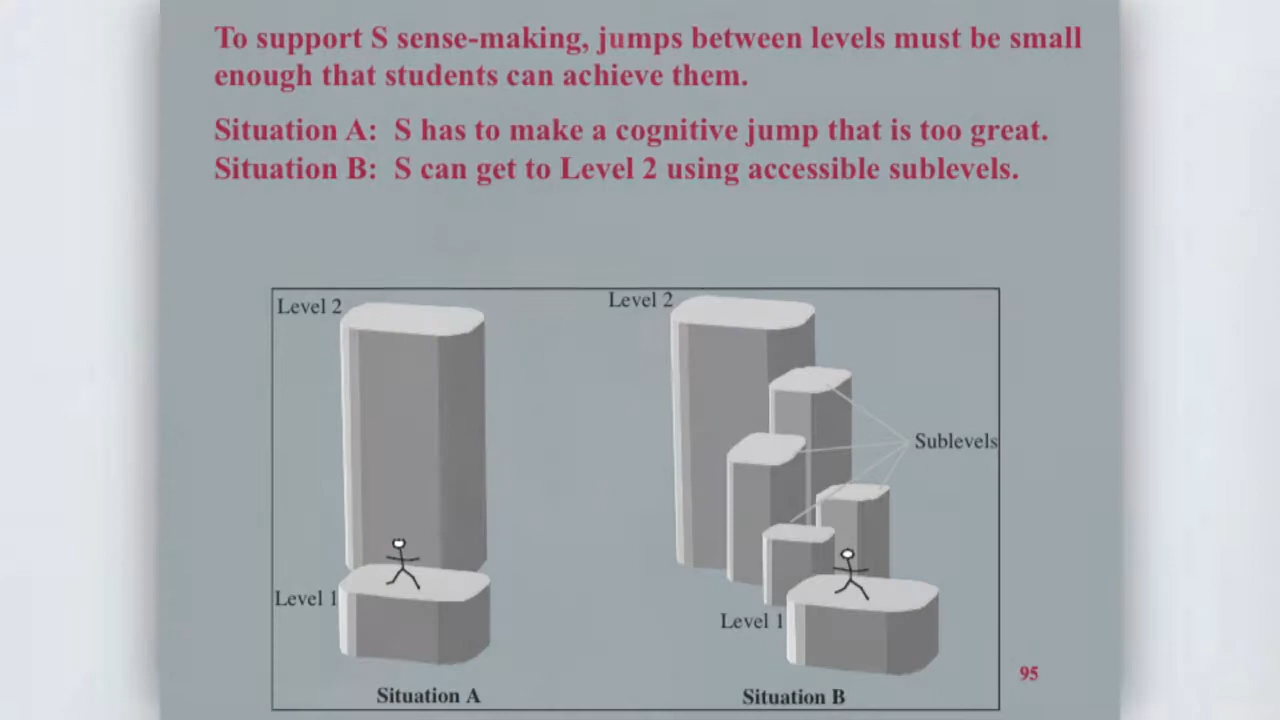 To support S sense-making, jumps between levels must be small
enough that students can achieve them.
Situation A: S has to make a cognitive jump that is too great.
Situation B: S can get to Level 2 using accessible sublevels.
Level 2
Level 2
Sublevels
Level 1
Level 1
95
Situation A
Situation B